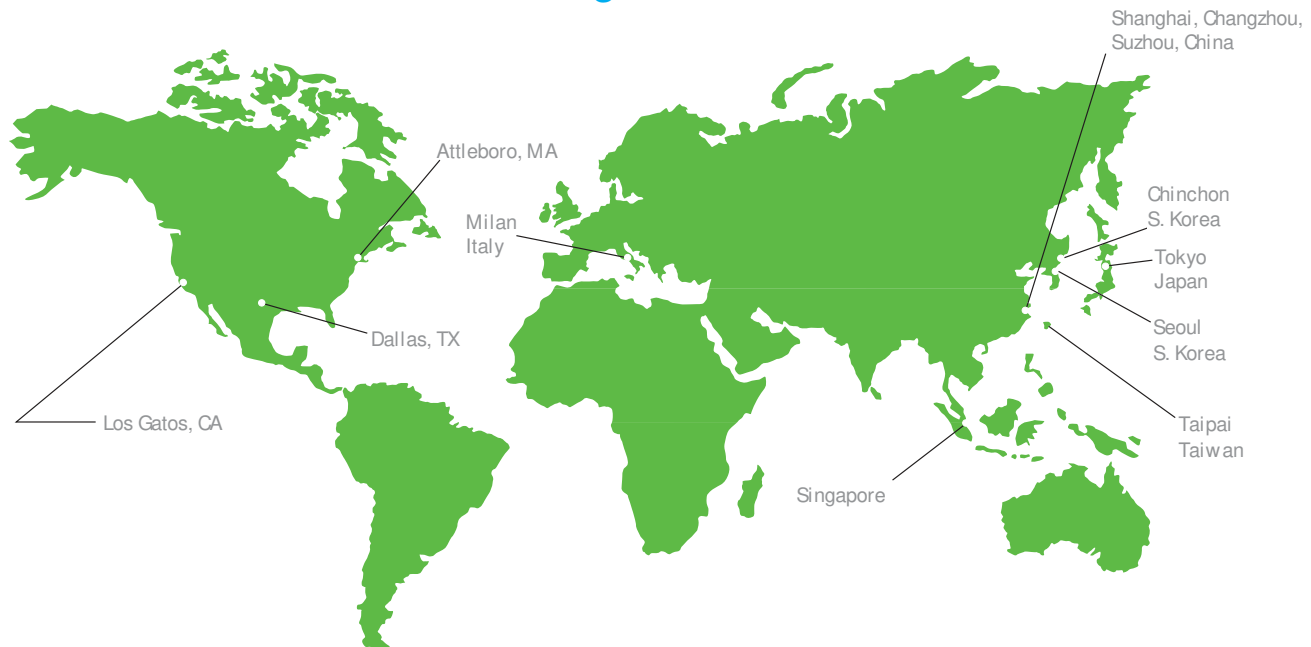 Shanghai, Changzhou,
Suzhou, China
Attleboro, MA
Chinchon
S. Korea
Milan
Italy
Tokyo
Japan
Dallas, TX
Seoul
S. Korea
Los Gatos, CA
Taipai
Taiwan
Singapore